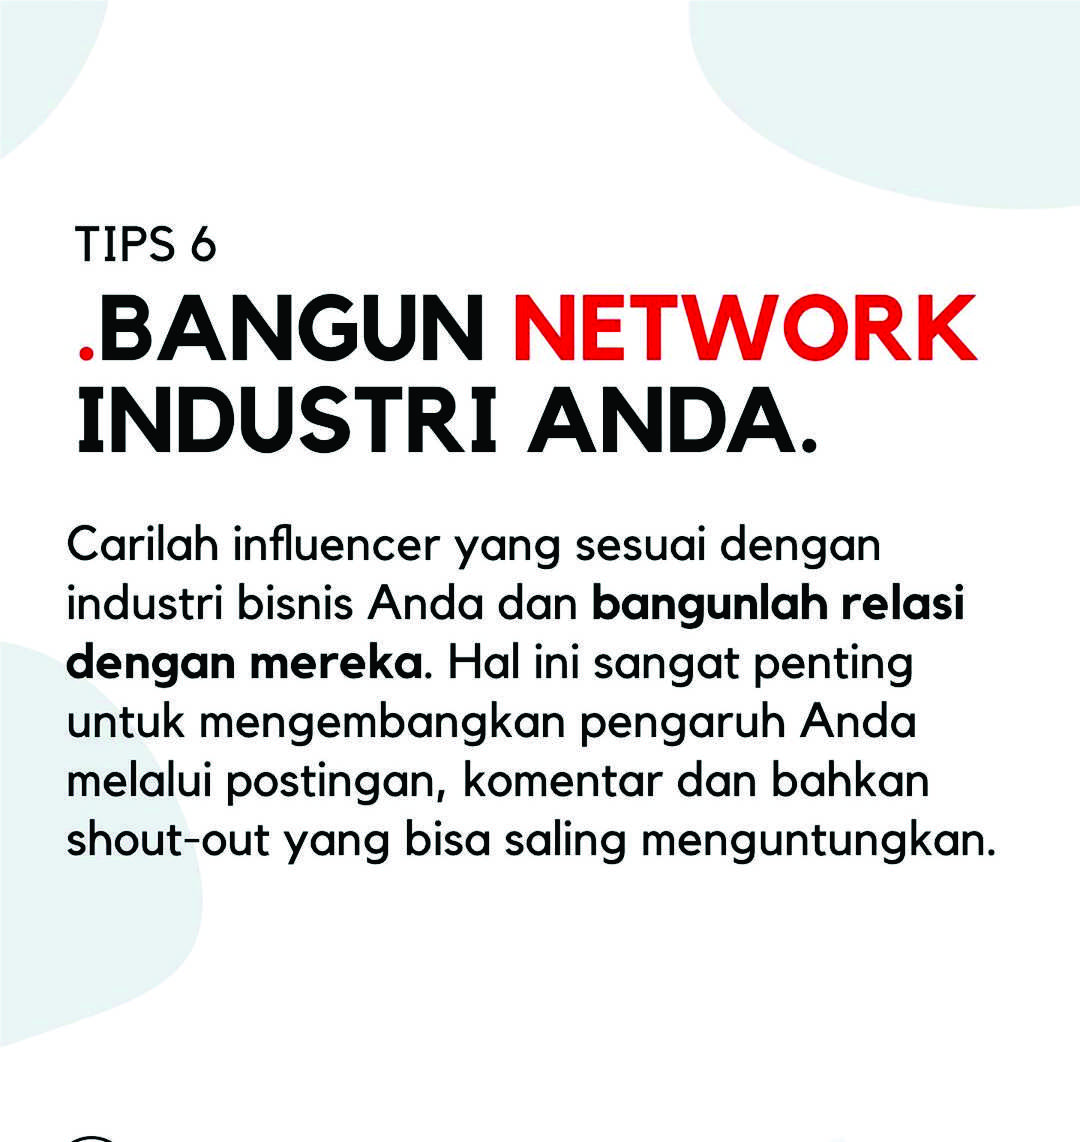 TIPS 6
.BANGUN NETWORK
INDUSTRI ANDA.
Carilah influencer yang sesuai dengan
industri bisnis Anda dan bangunlah relasi
dengan mereka. Hal ini sangat penting
untuk mengembangkan pengaruh Anda
melalui postingan, komentar dan bahkan
shout-out yang bisa saling menguntungkan.